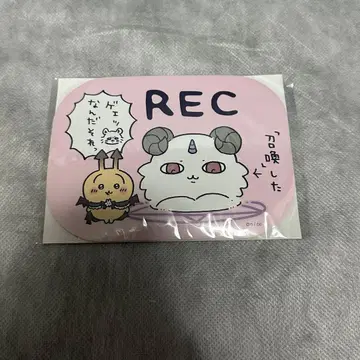 REC
「召喚」した
ゲェッ
なんだそれっ